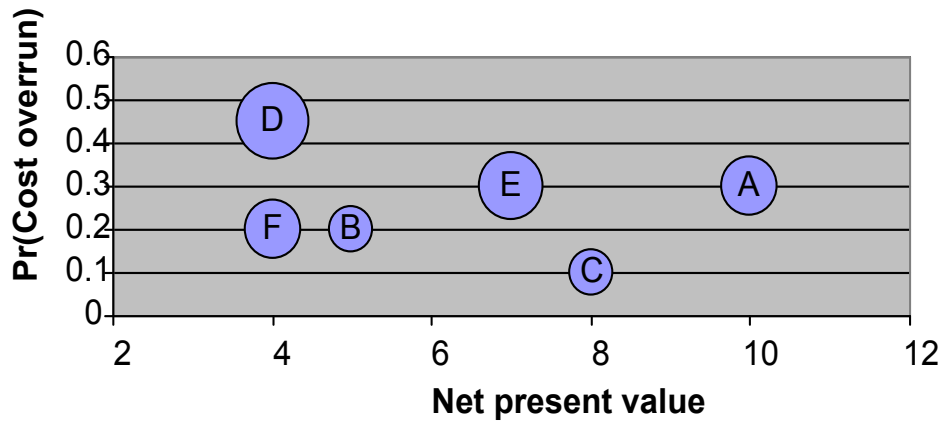 Pr(Cost overrun)
0.6
0.5
0.4
0.3
0.2
0.1
0
D
E
A
F
B
C
2 4 6 8 10 12
Net present value